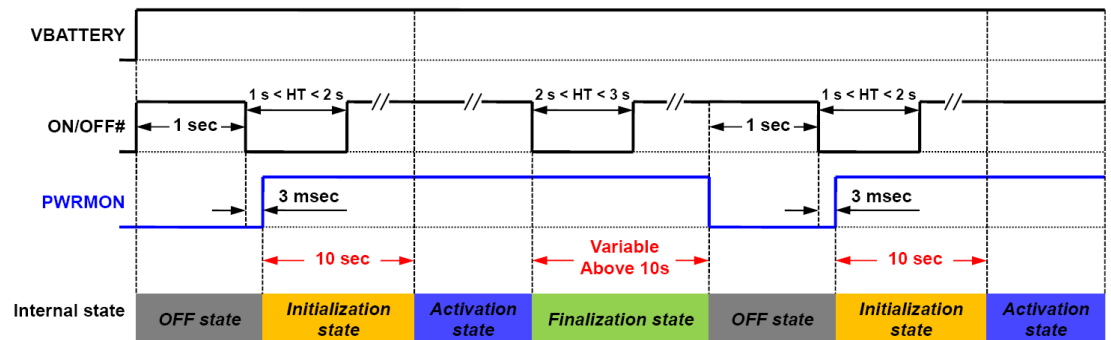 VBATTERY
1 s < HT < 2 s
2 s < HT < 3 s
1 s < HT < 2 s
//
//
//
//
//
ON/OFF#
1 sec
1 sec
PWRMON
3 msec
3 msec
10 sec
Variable
Above 10s
10 sec
Internal state
OFF state
Initialization
state
Activation
state
Finalization state
OFF state
Initialization
state
Activation
state